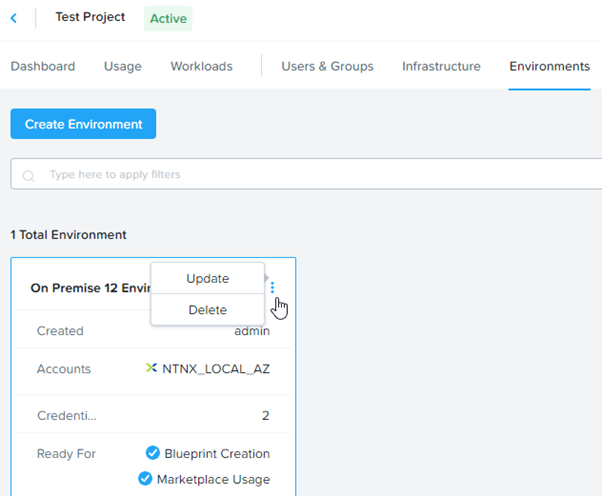 Test Project Active
Dashboard Usage Workloads Users & Groups Infrastructure Environments
Create Environment
Type here to apply filters
1 Total Environment
Update
On Premise 12 Envir
Delete
Created admin
Accounts NTNX_LOCAL_AZ
Credenti... 2
Ready For Blueprint Creation
Marketplace Usage